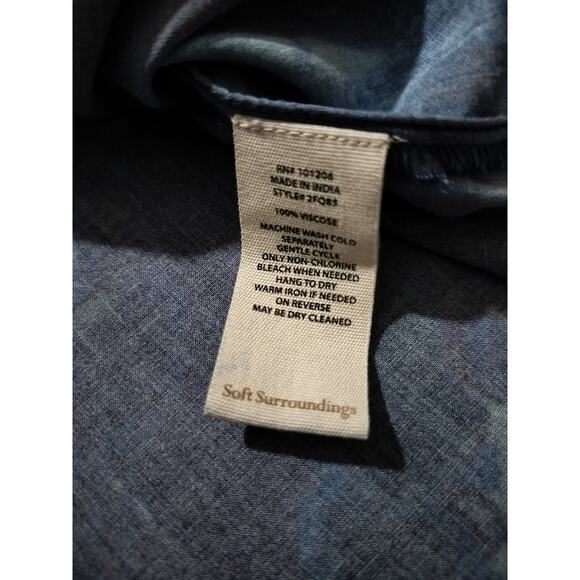 RN# 101206
MADE IN INDIA
STYLE# 2FQ85
100% VISCOSE
MACHINE WASH COLD
SEPARATELY
GENTLE CYCLE
ONLY NON-CHLORINE
BLEACH WHEN NEEDED
HANG TO DRY
WARM IRON IF NEEDED
ON REVERSE
MAY BE DRY CLEANED
Soft Surroundings